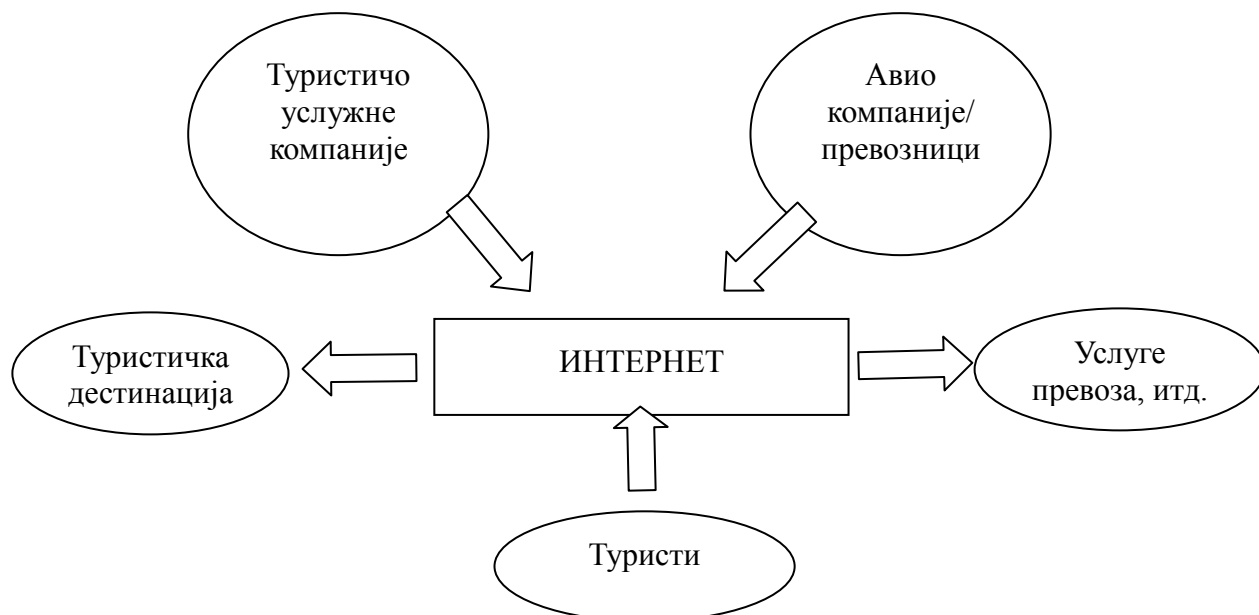 Туристичо
услужне
компаније
Авио
компаније/
превозници
Туристичка
дестинација
ИНТЕРНЕТ
Услуге
превоза, итд.
Туристи